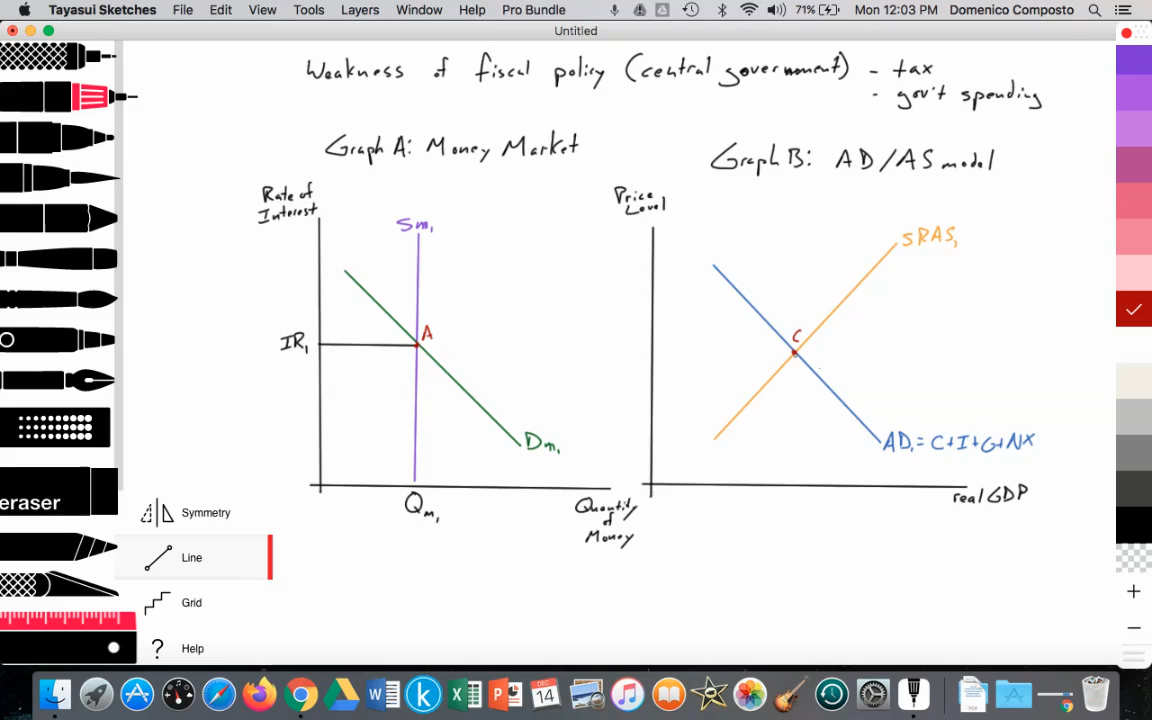 Tayasui Sketches File Edit View Tools Layers Window Help Pro Bundle 71% Mon 12:03 PM Domenico Composto
Untitled
Weakness of fiscal policy (central government) - tax
- gov't spending
Graph A: Money Market
Graph B: AD/AS model
Rate of
Interest
Price
Level
Sm₁
SRAS₁
A
C
IR₁
Dm₁
AD₁ = C+I+G+NX
Qm₁
Quantity
of
Money
real GDP
eraser
Symmetry
Line
Grid
? Help
W
k
X
P
DEC
14